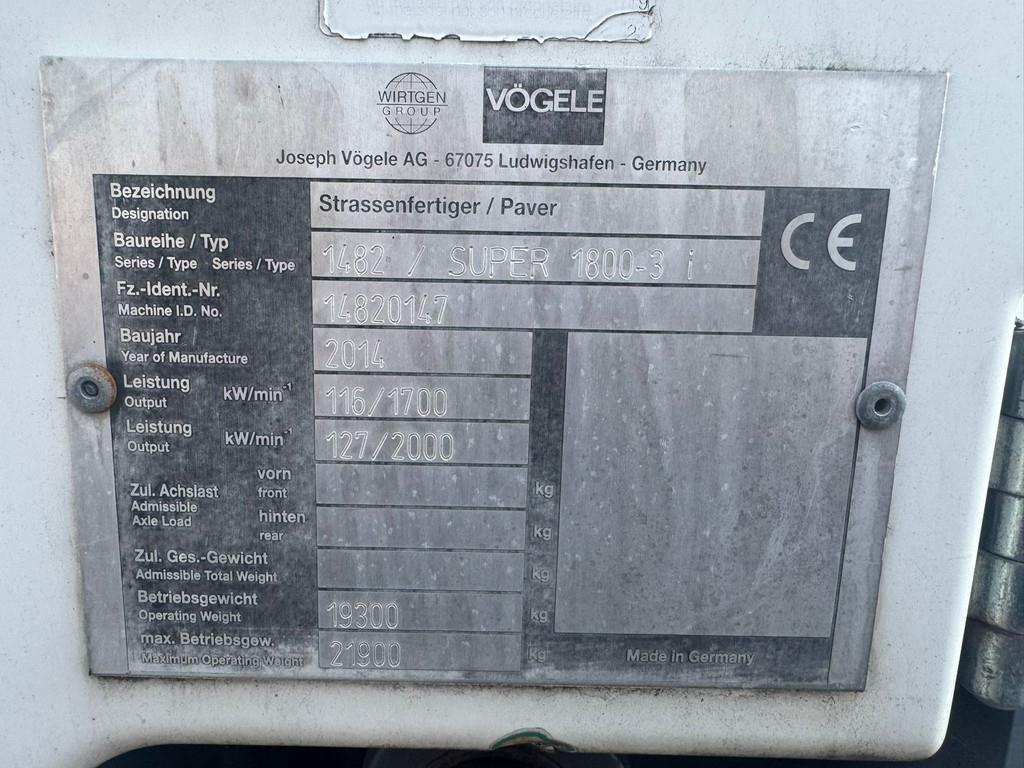 WIRTGEN
GROUP
VÖGELE
Joseph Vögele AG - 67075 Ludwigshafen - Germany
Bezeichnung
Designation
Strassenfertiger / Paver
CE
Baureihe / Typ
Series / Type Series / Type
1482 / SUPER 1800-3 i
Fz.-Ident.-Nr.
Machine I.D. No.
14820147
Baujahr
Year of Manufacture
2014
Leistung
Output
kW/min⁻¹
116/1700
Leistung
Output
kW/min⁻¹
127/2000
Zul. Achslast
Admissible
Axle Load
vorn
front
kg
hinten
rear
kg
Zul. Ges.-Gewicht
Admissible Total Weight
kg
Betriebsgewicht
Operating Weight
19300
kg
max. Betriebsgew.
Maximum Operating Weight
21900
kg
Made in Germany